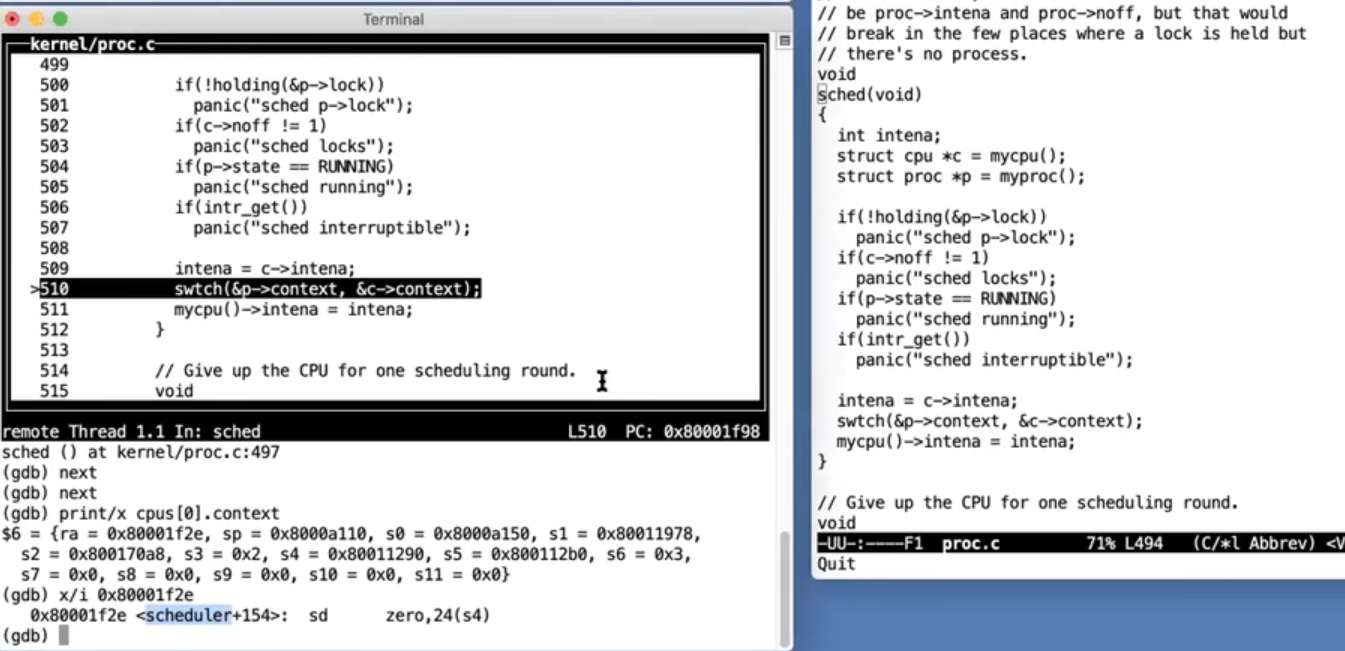 Terminal
kernel/proc.c
499
500 if(!holding(&p->lock))
501 panic("sched p->lock");
502 if(c->noff != 1)
503 panic("sched locks");
504 if(p->state == RUNNING)
505 panic("sched running");
506 if(intr_get())
507 panic("sched interruptible");
508
509 intena = c->intena;
>510 swtch(&p->context, &c->context);
511 mycpu()->intena = intena;
512 }
513
514 // Give up the CPU for one scheduling round.
515 void
remote Thread 1.1 In: sched L510 PC: 0x80001f98
sched () at kernel/proc.c:497
(gdb) next
(gdb) next
(gdb) print/x cpus[0].context
$6 = {ra = 0x80001f2e, sp = 0x8000a110, s0 = 0x8000a150, s1 = 0x80011978,
s2 = 0x800170a8, s3 = 0x2, s4 = 0x80011290, s5 = 0x800112b0, s6 = 0x3,
s7 = 0x0, s8 = 0x0, s9 = 0x0, s10 = 0x0, s11 = 0x0}
(gdb) x/i 0x80001f2e
0x80001f2e <scheduler+154>: sd zero,24(s4)
(gdb)
// be proc->intena and proc->noff, but that would
// break in the few places where a lock is held but
// there's no process.
void
sched(void)
{
int intena;
struct cpu *c = mycpu();
struct proc *p = myproc();
if(!holding(&p->lock))
panic("sched p->lock");
if(c->noff != 1)
panic("sched locks");
if(p->state == RUNNING)
panic("sched running");
if(intr_get())
panic("sched interruptible");
intena = c->intena;
swtch(&p->context, &c->context);
mycpu()->intena = intena;
}
// Give up the CPU for one scheduling round.
void
-UU-:----F1 proc.c 71% L494 (C/*l Abbrev) <V
Quit